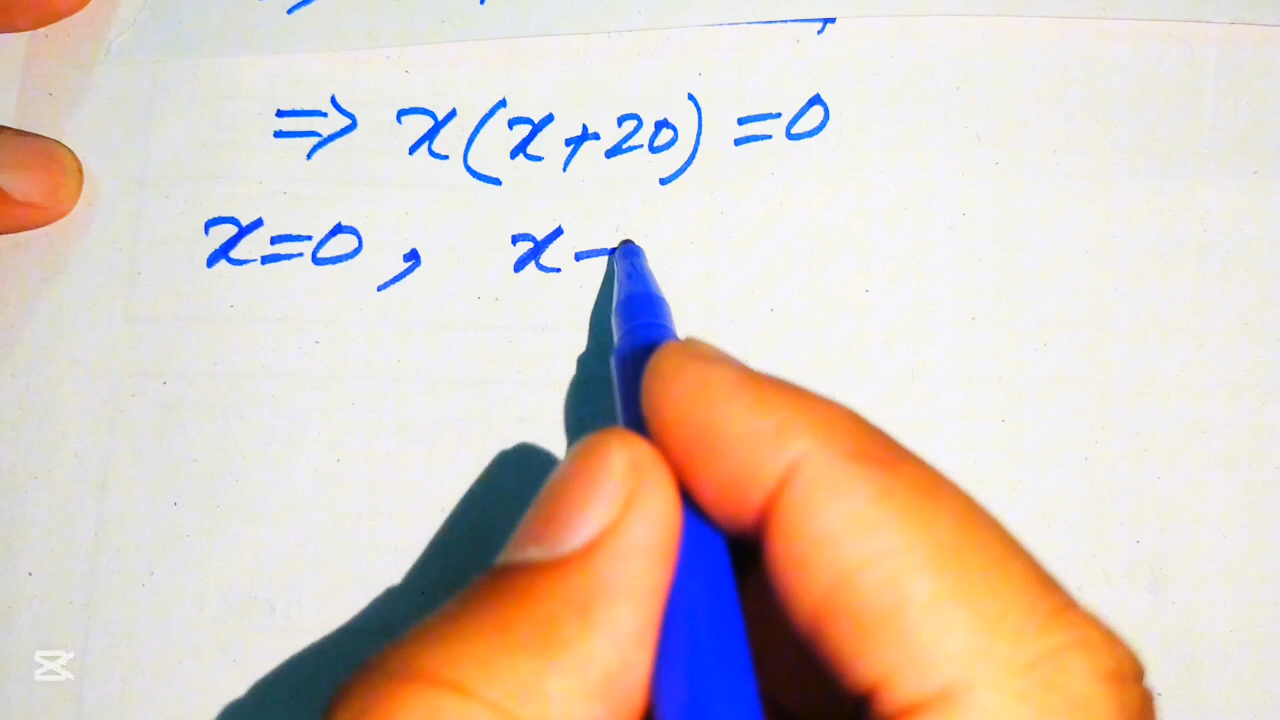 => x(x+20) =0
x=0 , x-